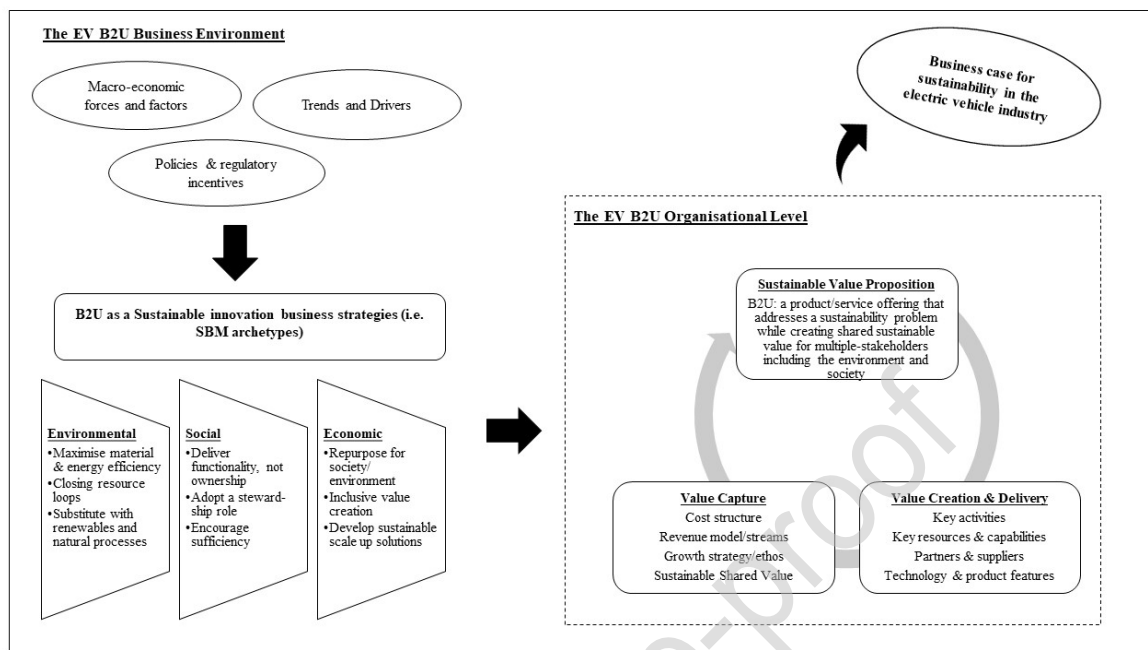 The EV B2U Business Environment
Macro-economic
forces and factors
Trends and Drivers
Policies & regulatory
incentives
B2U as a Sustainable innovation business strategies (i.e.
SBM archetypes)
Environmental
•Maximise material
& energy efficiency
•Closing resource
loops
•Substitute with
renewables and
natural processes
Social
•Deliver
functionality, not
ownership
•Adopt a steward-
ship role
•Encourage
sufficiency
Economic
•Repurpose for
society/
environment
•Inclusive value
creation
•Develop sustainable
scale up solutions
Business case for
sustainability in the
electric vehicle industry
The EV B2U Organisational Level
Sustainable Value Proposition
B2U: a product/service offering that
addresses a sustainability problem
while creating shared sustainable
value for multiple-stakeholders
including the environment and
society
Value Capture
Cost structure
Revenue model/streams
Growth strategy/ethos
Sustainable Shared Value
Value Creation & Delivery
Key activities
Key resources & capabilities
Partners & suppliers
Technology & product features
-proof